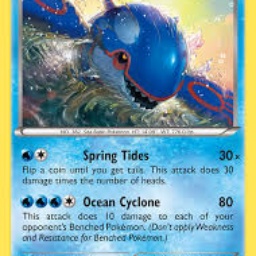 Spring Tides 30×
Flip a coin until you get tails. This attack does 30
damage times the number of heads.
Ocean Cyclone 80
This attack does 10 damage to each of your
opponent's Benched Pokémon. (Don't apply Weakness
and Resistance for Benched Pokémon.)